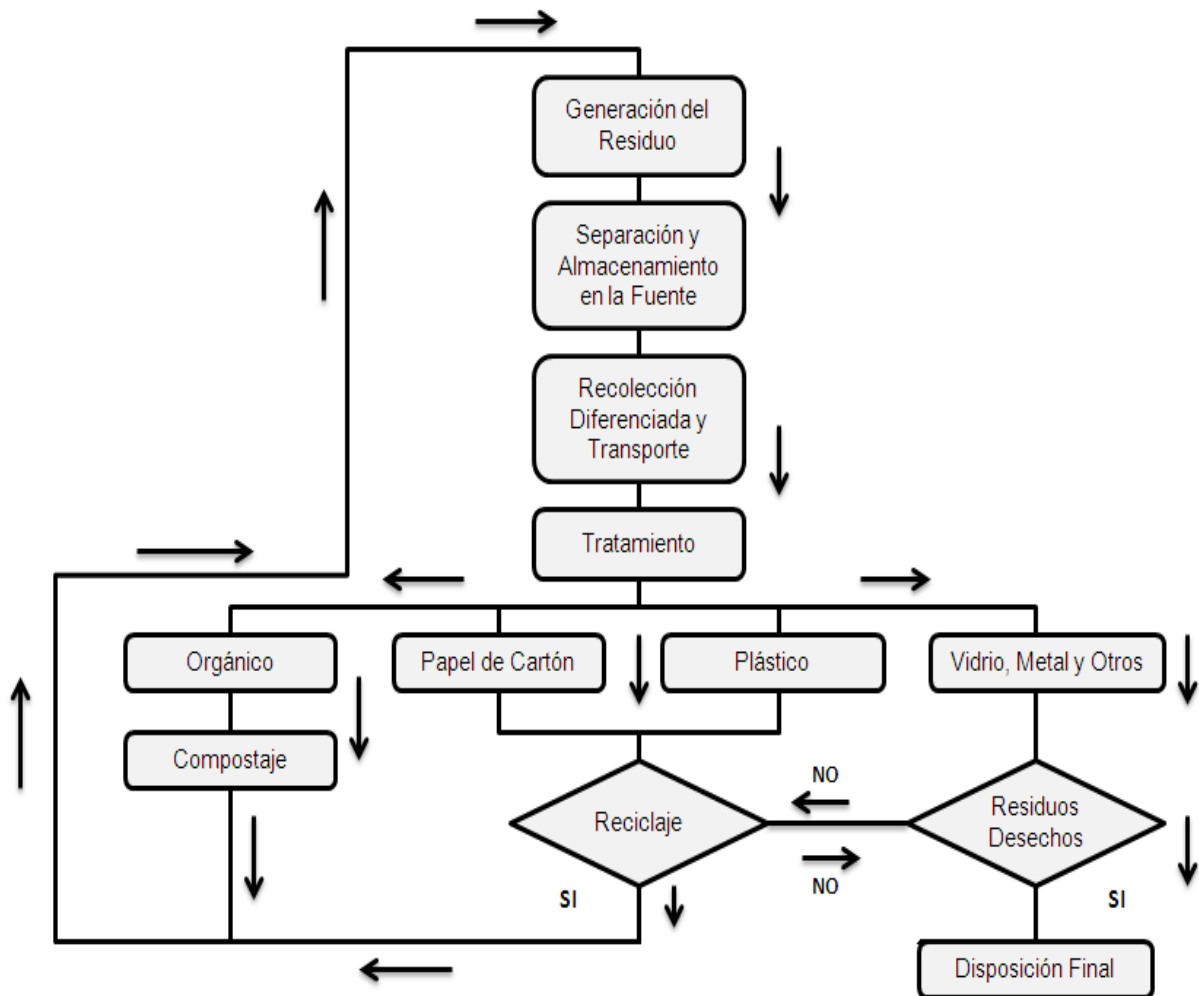 Generación del
Residuo
Separación y
Almacenamiento
en la Fuente
Recolección
Diferenciada y
Transporte
Tratamiento
Orgánico
Papel de Cartón
Plástico
Vidrio, Metal y Otros
Compostaje
NO
Reciclaje
Residuos
Desechos
NO
SI
SI
Disposición Final